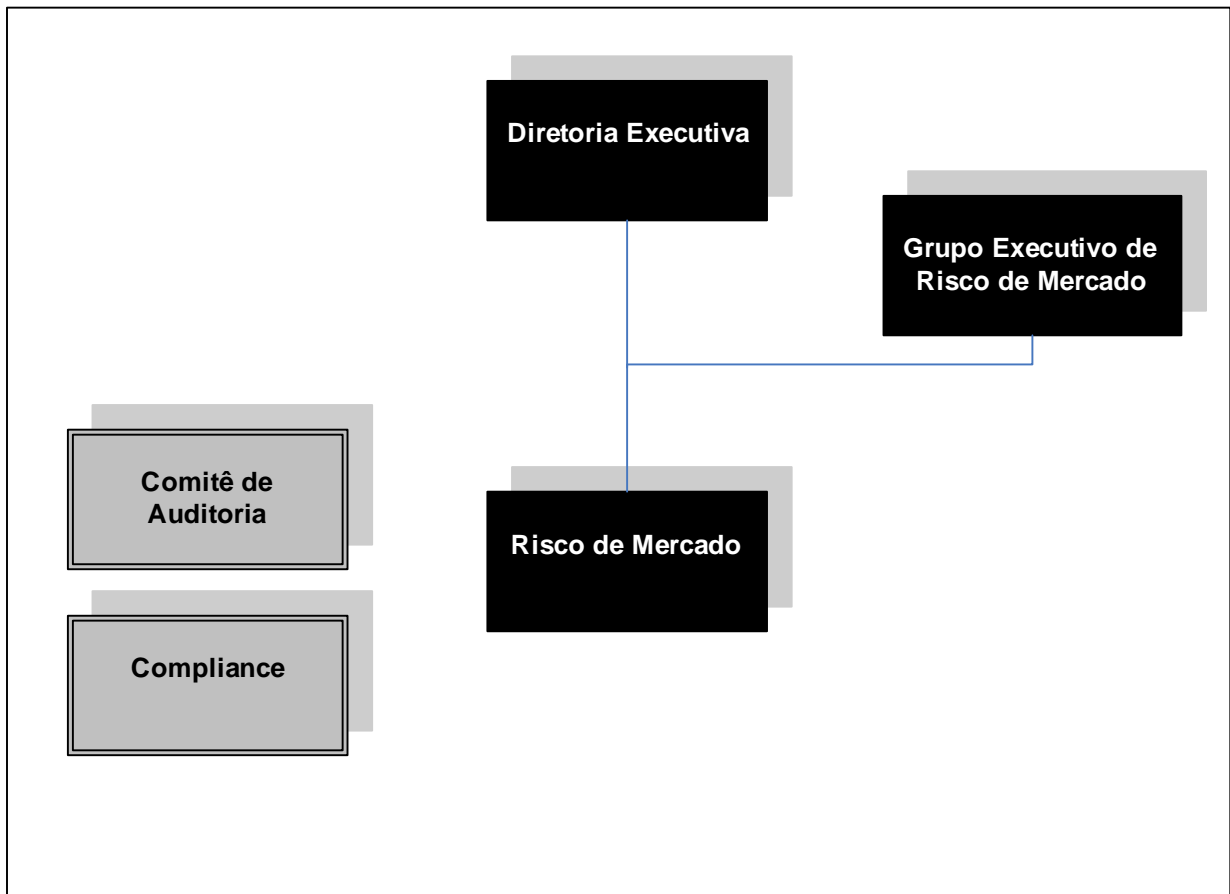 Diretoria Executiva
Grupo Executivo de
Risco de Mercado
Comitê de
Auditoria
Risco de Mercado
Compliance